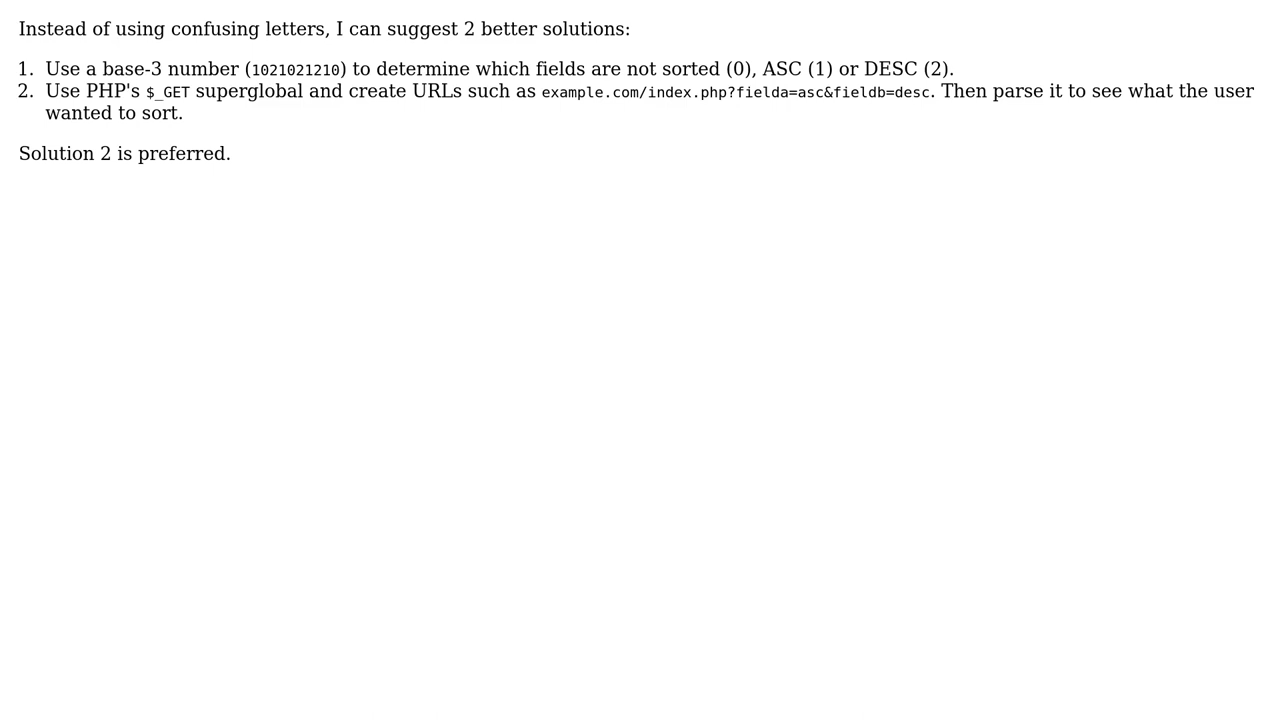 Instead of using confusing letters, I can suggest 2 better solutions:
1. Use a base-3 number (1021021210) to determine which fields are not sorted (0), ASC (1) or DESC (2).
2. Use PHP's $_GET superglobal and create URLs such as example.com/index.php?fielda=asc&fieldb=desc. Then parse it to see what the user
wanted to sort.
Solution 2 is preferred.